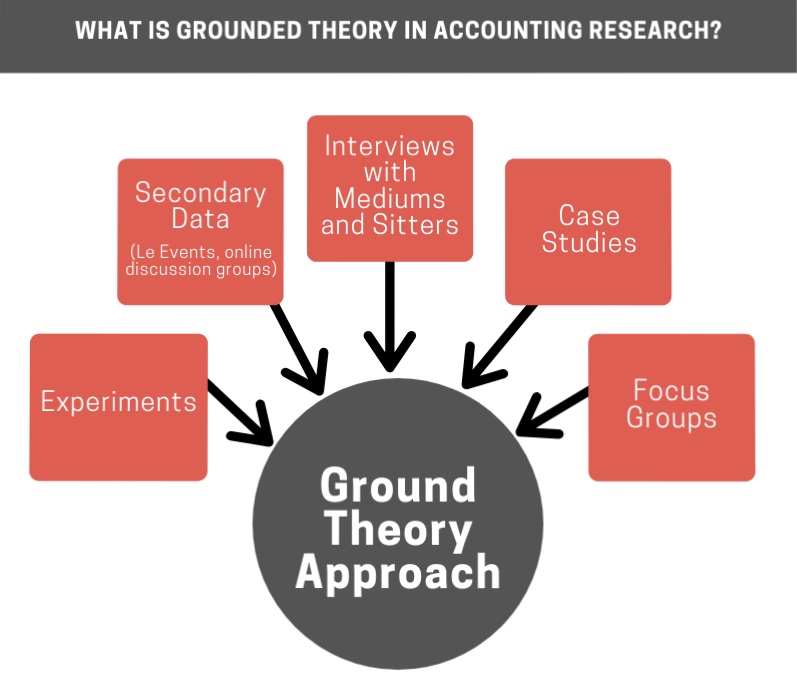 WHAT IS GROUNDED THEORY IN ACCOUNTING RESEARCH?
Interviews
with
Mediums
and Sitters
Secondary
Data
(Le Events, online
discussion groups)
Case
Studies
Experiments
Focus
Groups
Ground
Theory
Approach